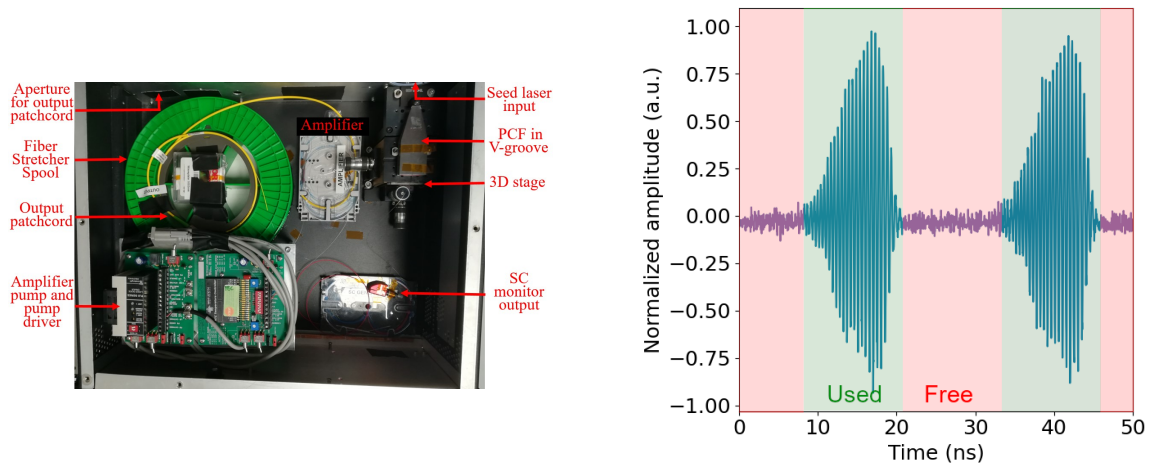 Aperture
for output
patchcord
Fiber
Stretcher
Spool
Output
patchcord
Amplifier
pump and
pump
driver
Amplifier
AMPLIFIER
Seed laser
input
PCF in
V-groove
3D stage
SC
monitor
output
Normalized amplitude (a.u.)
1.00
0.75
0.50
0.25
0.00
−0.25
−0.50
−0.75
−1.00
Used
Free
0
10
20
30
40
50
Time (ns)